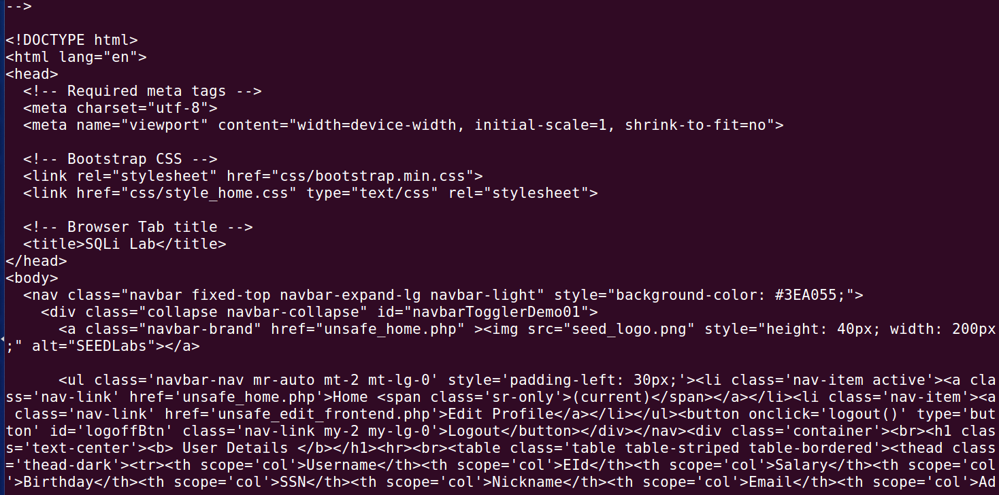 -->
<!DOCTYPE html>
<html lang="en">
<head>
  <!-- Required meta tags -->
  <meta charset="utf-8">
  <meta name="viewport" content="width=device-width, initial-scale=1, shrink-to-fit=no">
  <!-- Bootstrap CSS -->
  <link rel="stylesheet" href="css/bootstrap.min.css">
  <link href="css/style_home.css" type="text/css" rel="stylesheet">
  <!-- Browser Tab title -->
  <title>SQLi Lab</title>
</head>
<body>
  <nav class="navbar fixed-top navbar-expand-lg navbar-light" style="background-color: #3EA055;">
    <div class="collapse navbar-collapse" id="navbarTogglerDemo01">
      <a class="navbar-brand" href="unsafe_home.php" ><img src="seed_logo.png" style="height: 40px; width: 200px
;" alt="SEEDLabs"></a>
      <ul class='navbar-nav mr-auto mt-2 mt-lg-0' style='padding-left: 30px;'><li class='nav-item active'><a cla
ss='nav-link' href='unsafe_home.php'>Home <span class='sr-only'>(current)</span></a></li><li class='nav-item'><a
 class='nav-link' href='unsafe_edit_frontend.php'>Edit Profile</a></li></ul><button onclick='logout()' type='but
ton' id='logoffBtn' class='nav-link my-2 my-lg-0'>Logout</button></div></nav><div class='container'><br><h1 clas
s='text-center'><b> User Details </b></h1><hr><br><table class='table table-striped table-bordered'><thead class
='thead-dark'><tr><th scope='col'>Username</th><th scope='col'>EId</th><th scope='col'>Salary</th><th scope='col
'>Birthday</th><th scope='col'>SSN</th><th scope='col'>Nickname</th><th scope='col'>Email</th><th scope='col'>Ad